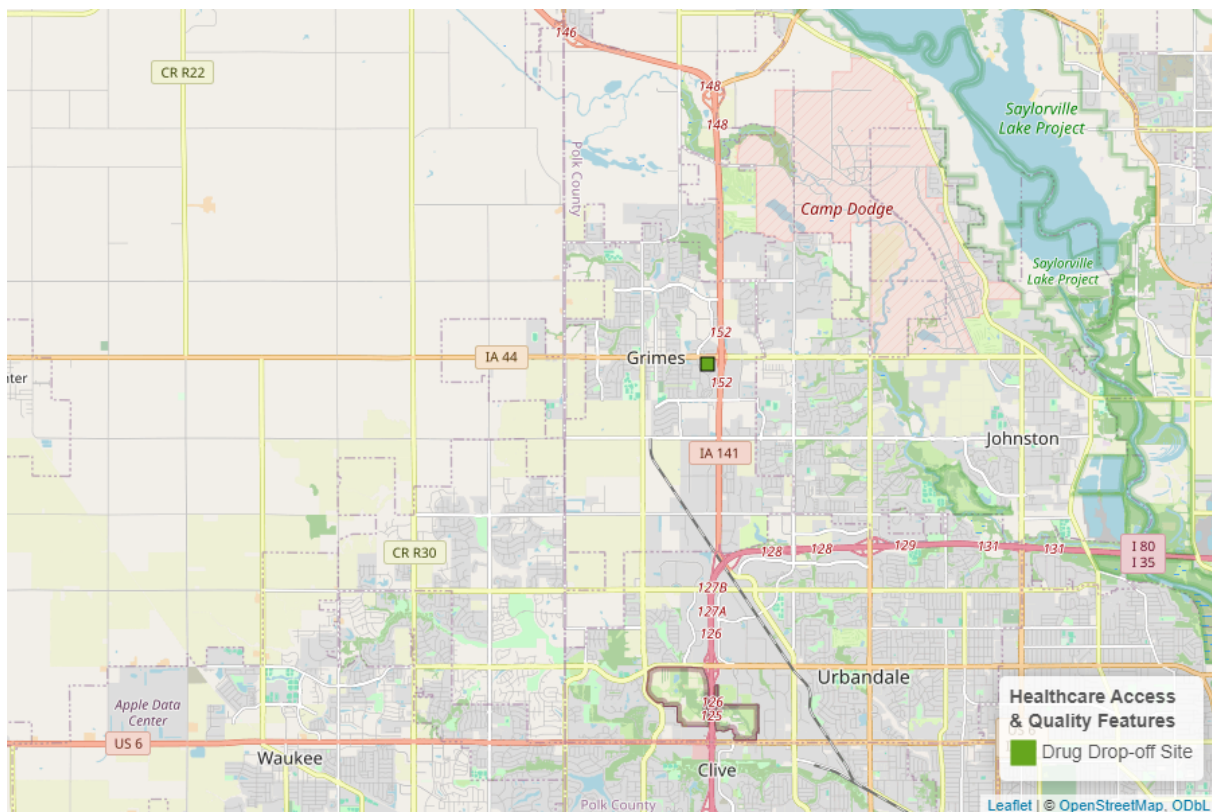 146
CR R22
148
148
Saylorville
Lake Project
Polk County
Camp Dodge
Saylorville
Lake Project
152
IA 44
Grimes
nter
152
Johnston
IA 141
CR R30
128
128
129
131
131
I 80
I 35
127B
127A
126
Urbandale
Apple Data
Center
126
125
US 6
Waukee
Clive
Polk County
Healthcare Access
& Quality Features
Drug Drop-off Site
Leaflet | © OpenStreetMap, ODbL